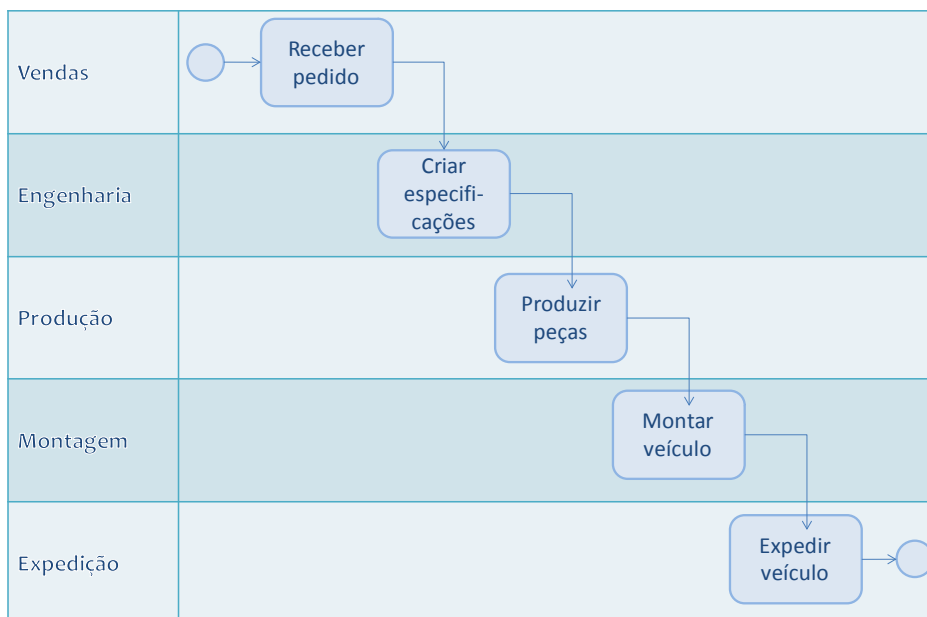 Vendas
Receber
pedido
Engenharia
Criar
especifi-
cações
Produção
Produzir
peças
Montagem
Montar
veículo
Expedição
Expedir
veículo